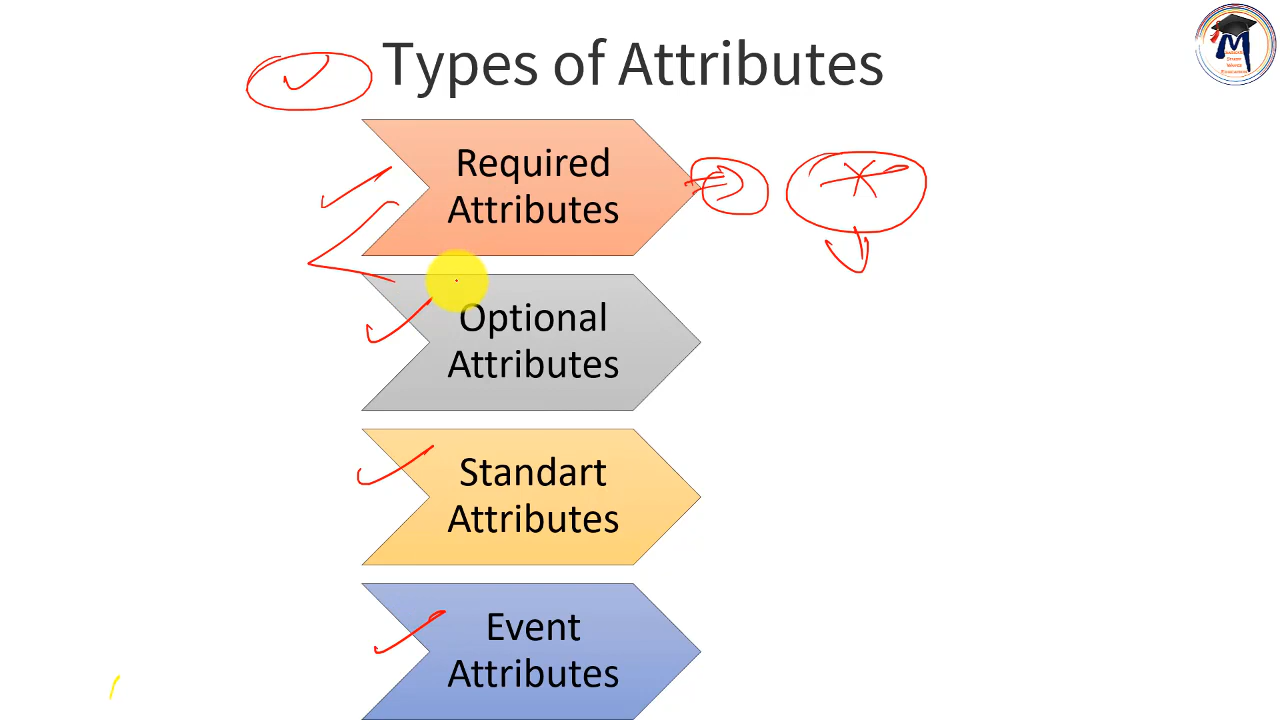 Types of Attributes
Required
Attributes
*
Optional
Attributes
Standart
Attributes
Event
Attributes
M